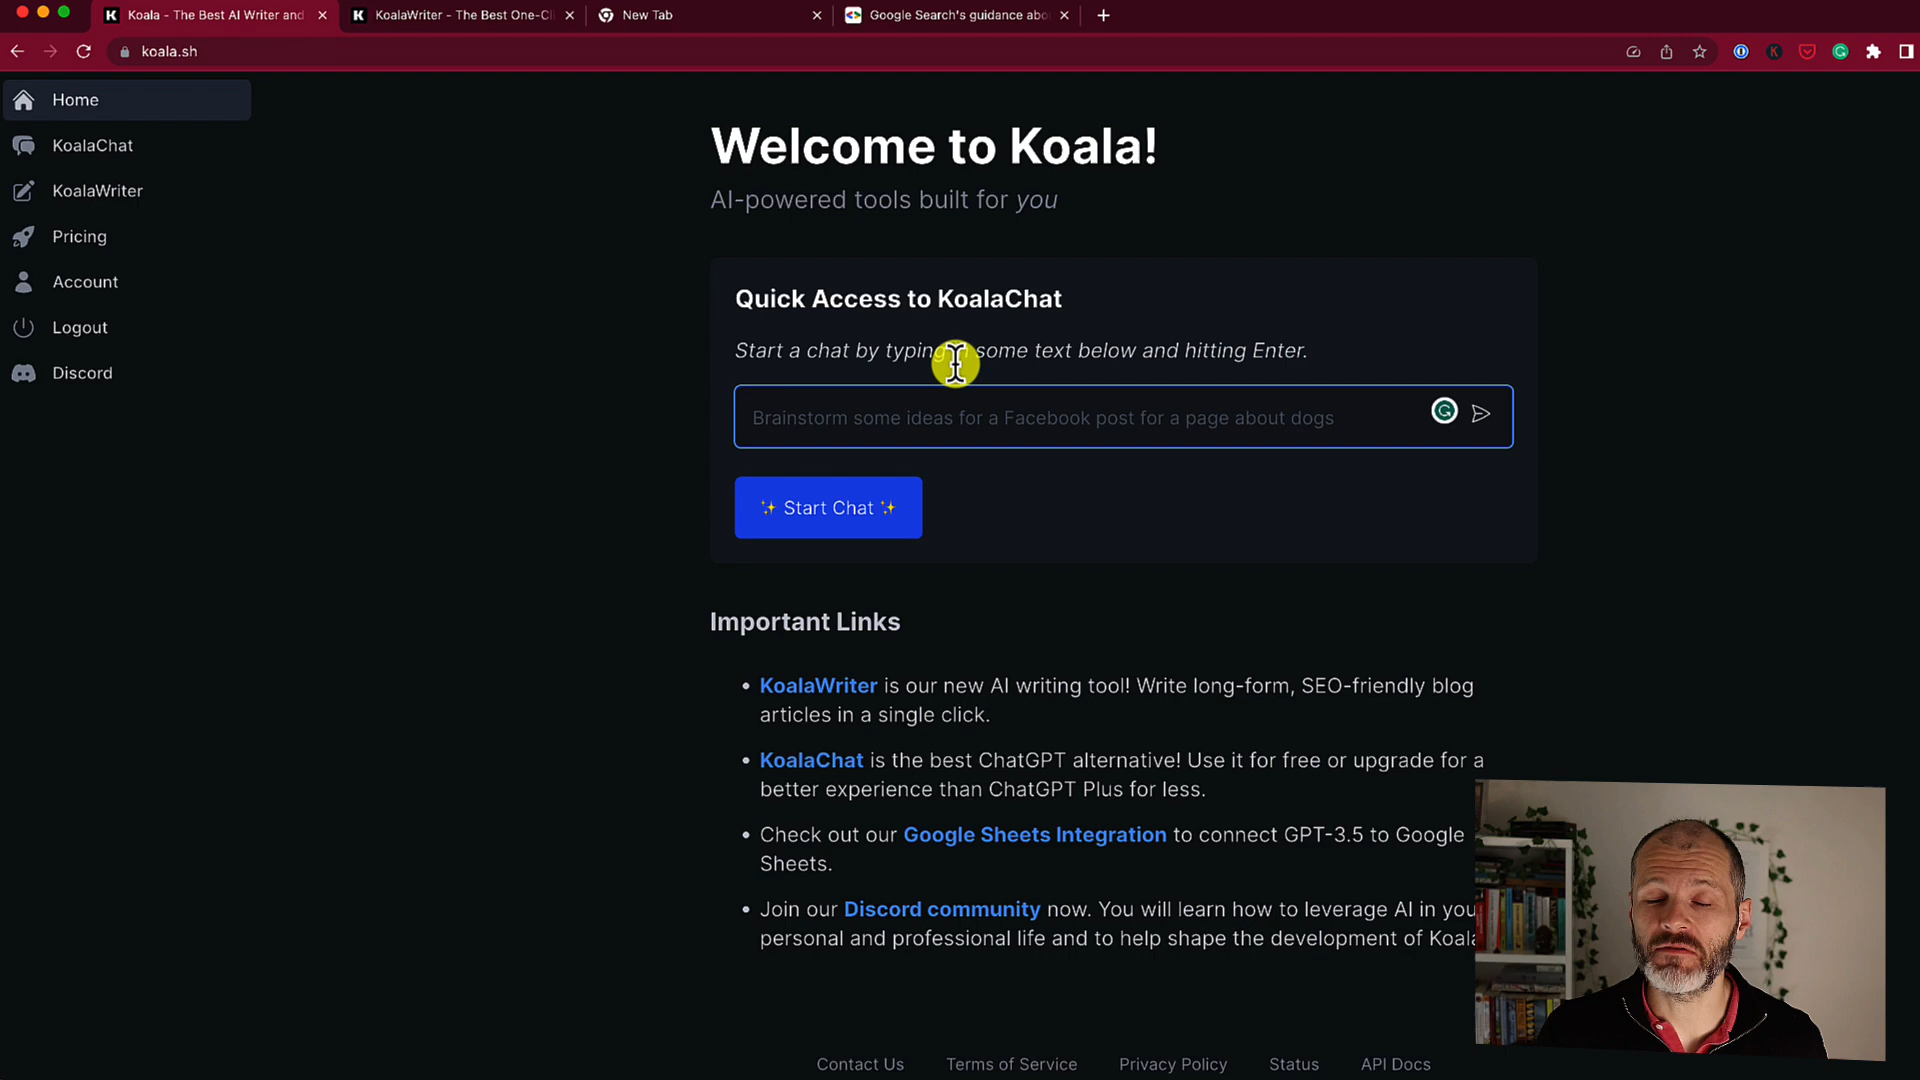 Koala - The Best AI Writer and
KoalaWriter - The Best One-Cli
New Tab
Google Search's guidance abo
koala.sh
Home
KoalaChat
KoalaWriter
Pricing
Account
Logout
Discord
Welcome to Koala!
AI-powered tools built for you
Quick Access to KoalaChat
Start a chat by typing in some text below and hitting Enter.
Brainstorm some ideas for a Facebook post for a page about dogs
✨ Start Chat ✨
Important Links
• KoalaWriter is our new AI writing tool! Write long-form, SEO-friendly blog
articles in a single click.
• KoalaChat is the best ChatGPT alternative! Use it for free or upgrade for a
better experience than ChatGPT Plus for less.
• Check out our Google Sheets Integration to connect GPT-3.5 to Google
Sheets.
• Join our Discord community now. You will learn how to leverage AI in you
personal and professional life and to help shape the development of Koala
Contact Us
Terms of Service
Privacy Policy
Status
API Docs